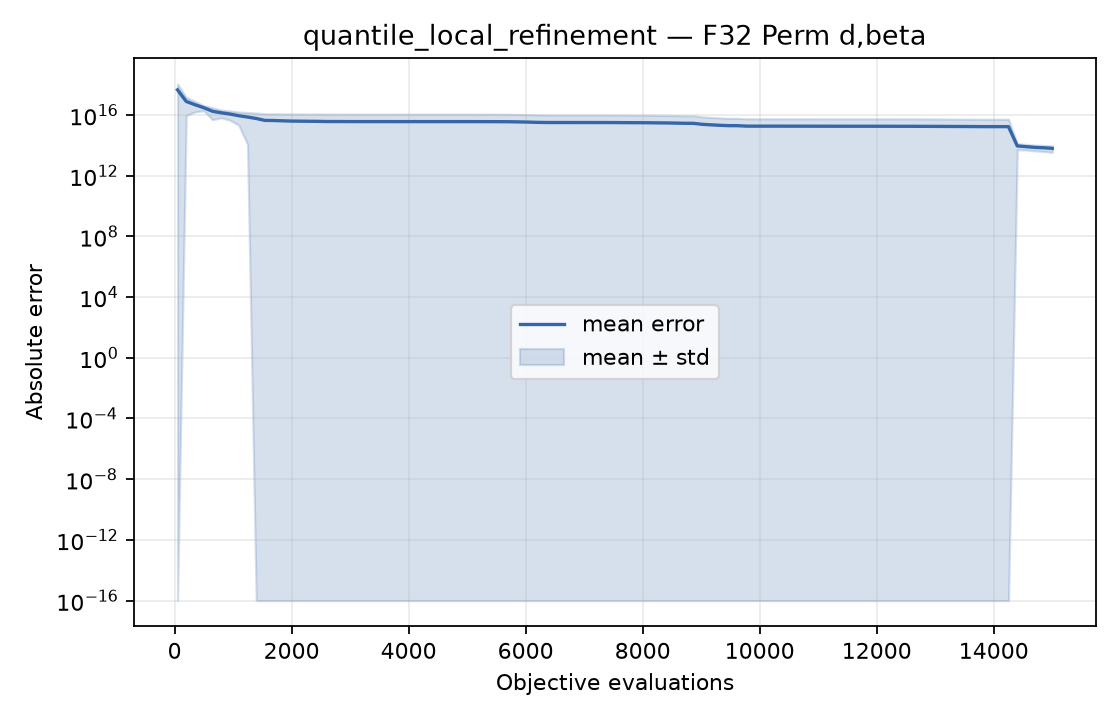 quantile_local_refinement — F32 Perm d,beta
Absolute error
10^16
10^12
10^8
10^4
10^0
10^−4
10^−8
10^−12
10^−16
mean error
mean ± std
0 2000 4000 6000 8000 10000 12000 14000
Objective evaluations